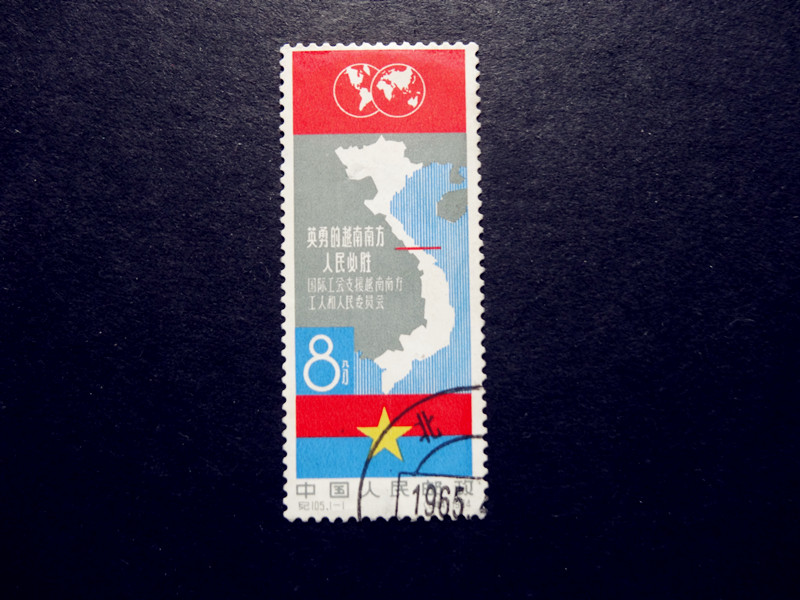 英勇的越南南方
人民必胜
国际工会支援越南南方
工人和人民委员会
8分
北
中国人民邮政
纪105.1-1
1965.